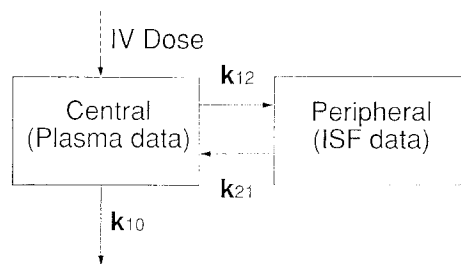 IV Dose
k12
Central
(Plasma data)
Peripheral
(ISF data)
k21
k10